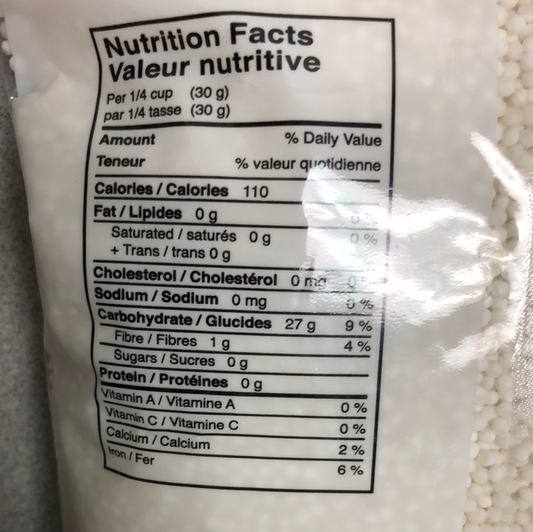 Nutrition Facts
Valeur nutritive
Per 1/4 cup (30 g)
par 1/4 tasse (30 g)
Amount % Daily Value
Teneur % valeur quotidienne
Calories / Calories 110
Fat / Lipides 0 g 0 %
Saturated / saturés 0 g 0 %
+ Trans / trans 0 g
Cholesterol / Cholestérol 0 mg
Sodium / Sodium 0 mg 0 %
Carbohydrate / Glucides 27 g 9 %
Fibre / Fibres 1 g 4 %
Sugars / Sucres 0 g
Protein / Protéines 0 g
Vitamin A / Vitamine A 0 %
Vitamin C / Vitamine C 0 %
Calcium / Calcium 2 %
Iron / Fer 6 %